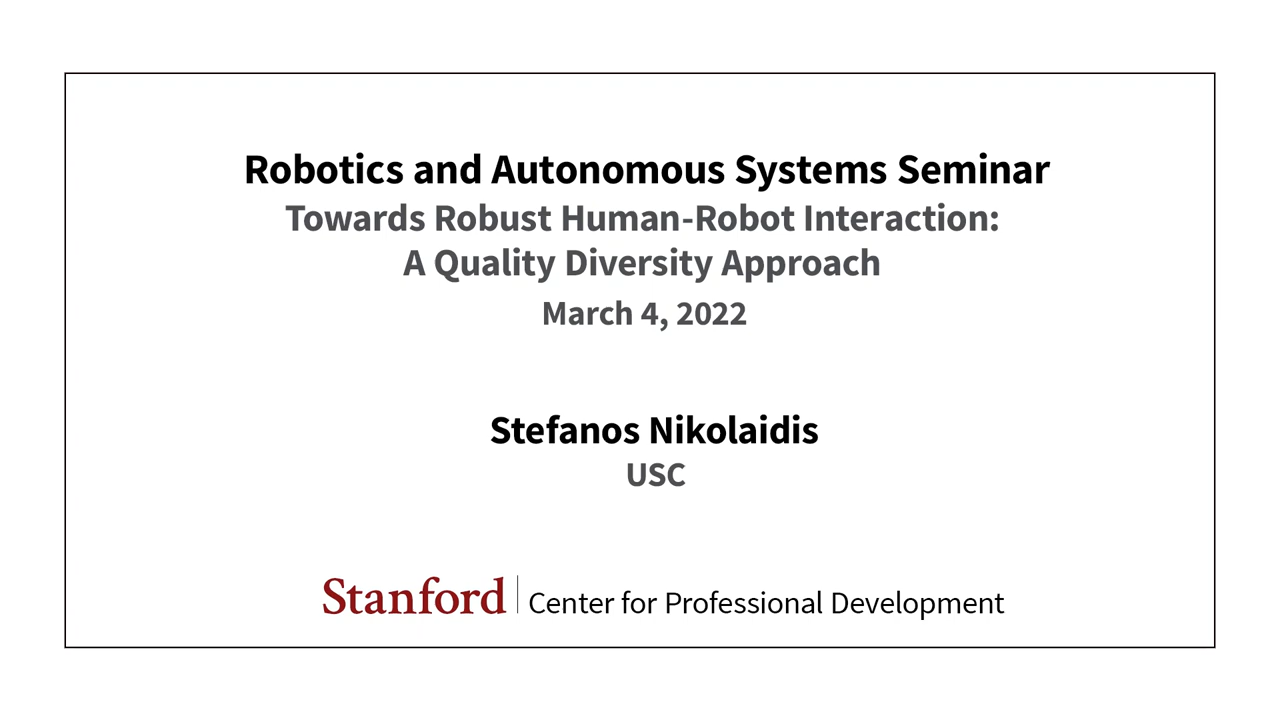 Robotics and Autonomous Systems Seminar
Towards Robust Human-Robot Interaction:
A Quality Diversity Approach
March 4, 2022
Stefanos Nikolaidis
USC
Stanford Center for Professional Development